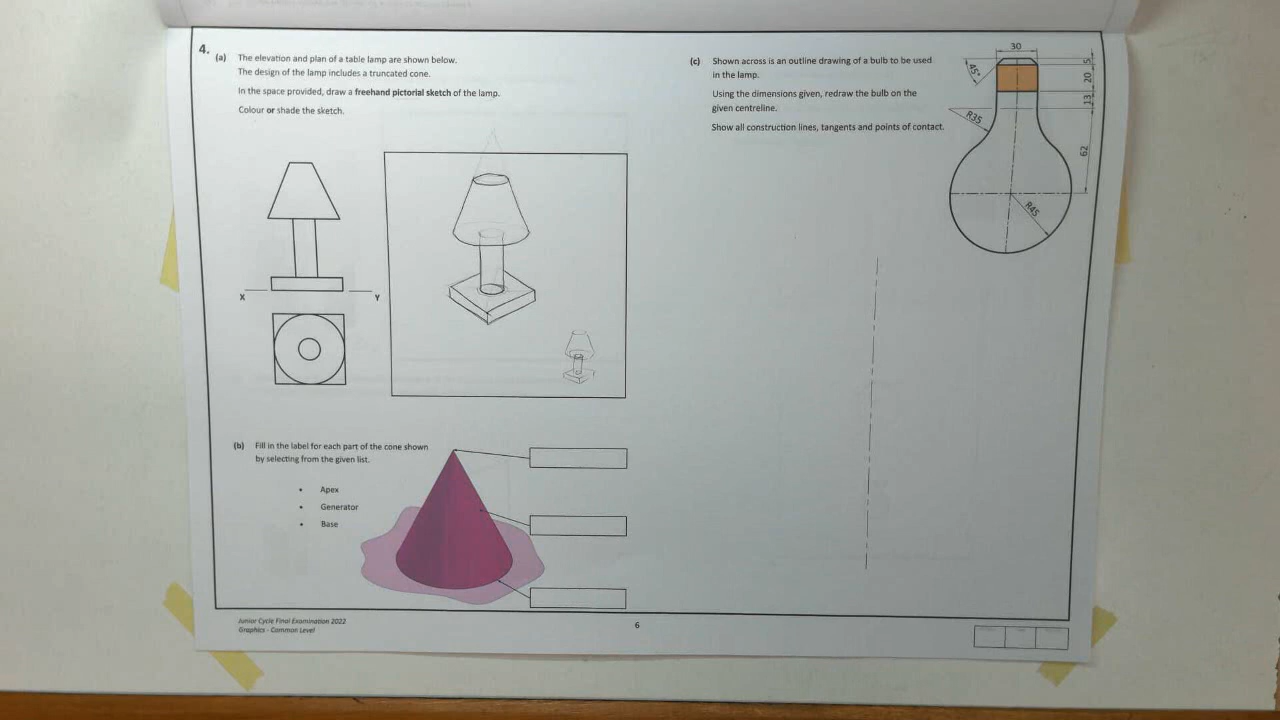 4.
(a) The elevation and plan of a table lamp are shown below.
The design of the lamp includes a truncated cone.
In the space provided, draw a freehand pictorial sketch of the lamp.
Colour or shade the sketch.
X
Y
(b) Fill in the label for each part of the cone shown
by selecting from the given list.
• Apex
• Generator
• Base
(c) Shown across is an outline drawing of a bulb to be used
in the lamp.
Using the dimensions given, redraw the bulb on the
given centreline.
Show all construction lines, tangents and points of contact.
30
45°
5
20
13
R35
62
R45
Junior Cycle Final Examination 2022
Graphics - Common Level
6